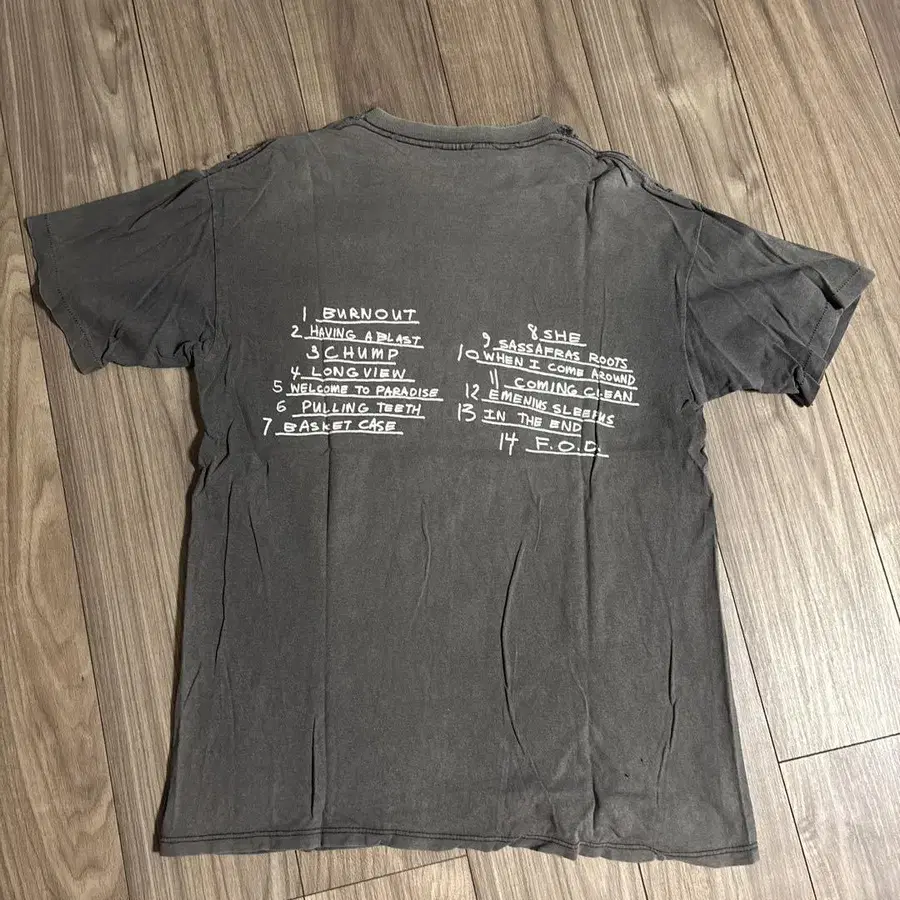 1 BURNOUT
2 HAVING A BLAST
3 CHUMP
4 LONGVIEW
5 WELCOME TO PARADISE
6 PULLING TEETH
7 BASKET CASE
8 SHE
9 SASSAFRAS ROOTS
10 WHEN I COME AROUND
11 COMING CLEAN
12 EMENIUS SLEEPUS
13 IN THE END
14 F.O.D.